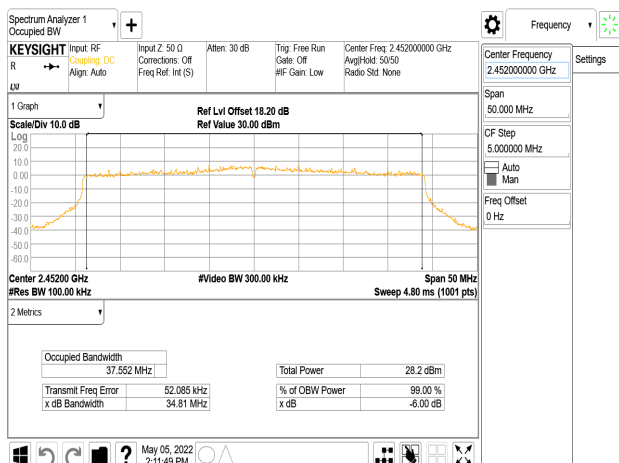 Spectrum Analyzer 1
Occupied BW
Frequency
KEYSIGHT
R
Input: RF
Coupling: DC
Align: Auto
Input Z: 50 Ω
Corrections: Off
Freq Ref: Int (S)
Atten: 30 dB
Trig: Free Run
Gate: Off
#IF Gain: Low
Center Freq: 2.452000000 GHz
Avg|Hold: 50/50
Radio Std: None
Center Frequency
2.452000000 GHz
Settings
Span
50.000 MHz
CF Step
5.000000 MHz
Auto
Man
Freq Offset
0 Hz
1 Graph
Scale/Div 10.0 dB
Ref Lvl Offset 18.20 dB
Ref Value 30.00 dBm
Log
20.0
10.0
0.00
-10.0
-20.0
-30.0
-40.0
-50.0
-60.0
Center 2.45200 GHz
#Res BW 100.00 kHz
#Video BW 300.00 kHz
Span 50 MHz
Sweep 4.80 ms (1001 pts)
2 Metrics
Occupied Bandwidth
37.552 MHz
Total Power 28.2 dBm
Transmit Freq Error 52.085 kHz
% of OBW Power 99.00 %
x dB Bandwidth 34.81 MHz
x dB -6.00 dB
?
May 05, 2022
2:11:49 PM